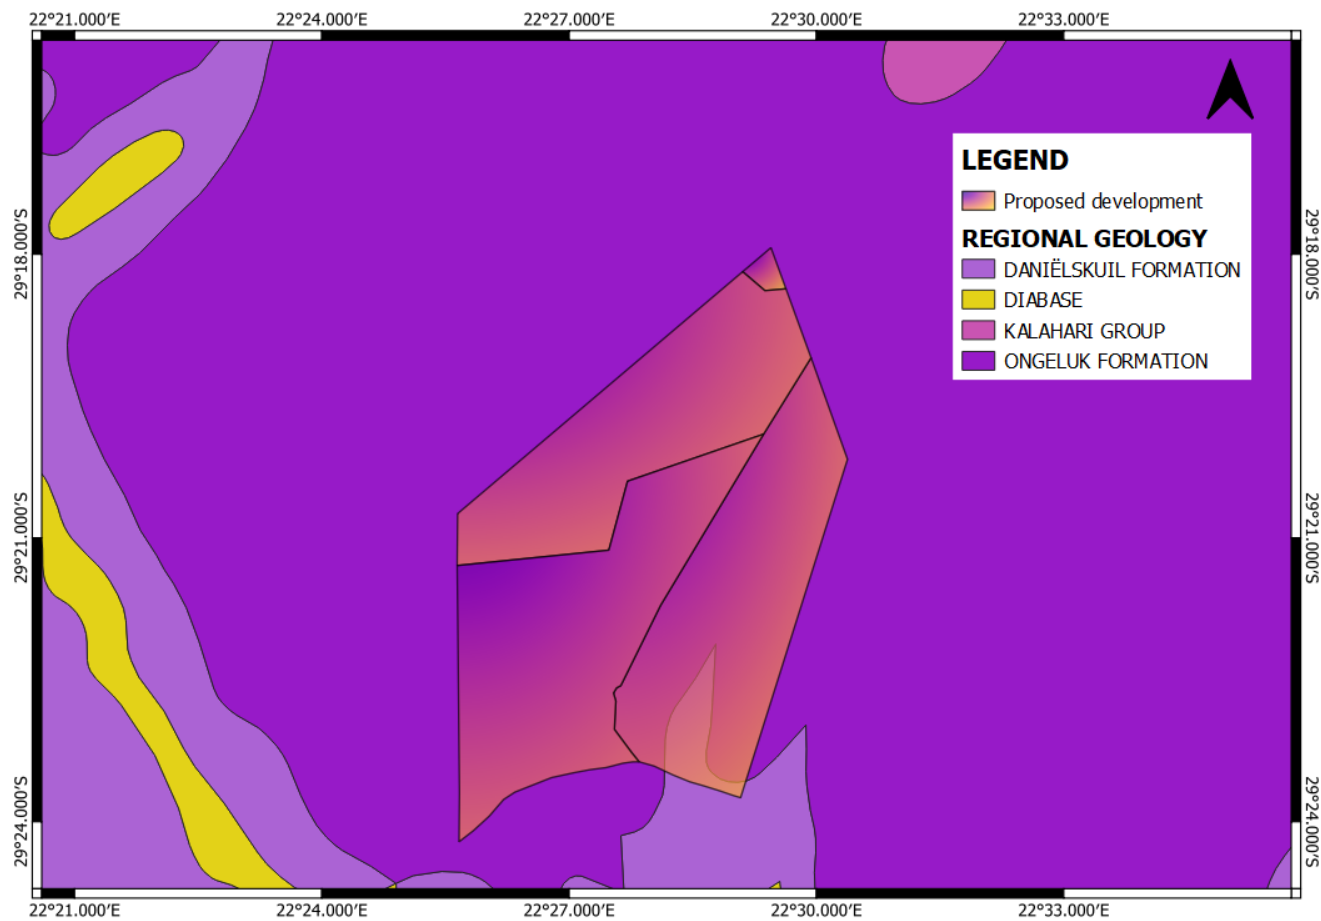 22°21.000′E 22°24.000′E 22°27.000′E 22°30.000′E 22°33.000′E
LEGEND
Proposed development
REGIONAL GEOLOGY
DANIËLSKUIL FORMATION
DIABASE
KALAHARI GROUP
ONGELUK FORMATION
29°18.000′S 29°18.000′S
29°21.000′S 29°21.000′S
29°24.000′S 29°24.000′S
22°21.000′E 22°24.000′E 22°27.000′E 22°30.000′E 22°33.000′E